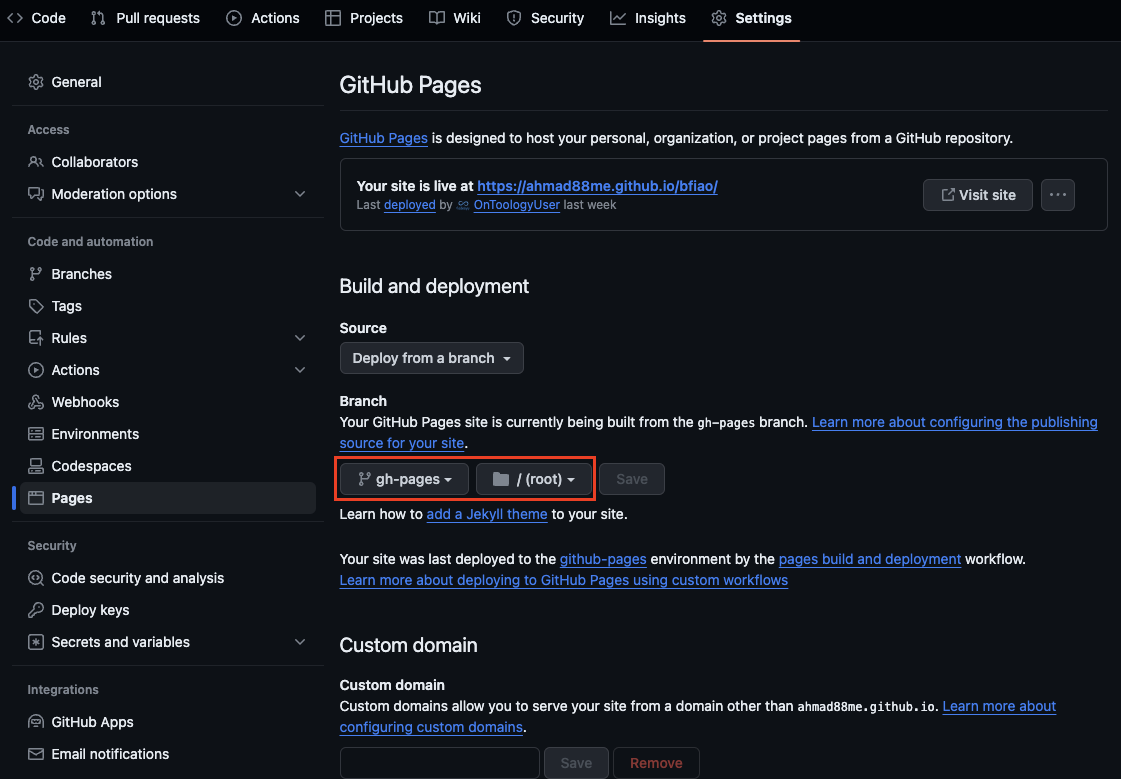 Code Pull requests Actions Projects Wiki Security Insights Settings
General
Access
Collaborators
Moderation options
Code and automation
Branches
Tags
Rules
Actions
Webhooks
Environments
Codespaces
Pages
Security
Code security and analysis
Deploy keys
Secrets and variables
Integrations
GitHub Apps
Email notifications
GitHub Pages
GitHub Pages is designed to host your personal, organization, or project pages from a GitHub repository.
Your site is live at https://ahmad88me.github.io/bfiao/
Last deployed by OnToologyUser last week
Visit site
Build and deployment
Source
Deploy from a branch
Branch
Your GitHub Pages site is currently being built from the gh-pages branch. Learn more about configuring the publishing
source for your site.
gh-pages / (root) Save
Learn how to add a Jekyll theme to your site.
Your site was last deployed to the github-pages environment by the pages build and deployment workflow.
Learn more about deploying to GitHub Pages using custom workflows
Custom domain
Custom domain
Custom domains allow you to serve your site from a domain other than ahmad88me.github.io. Learn more about
configuring custom domains.
Save Remove